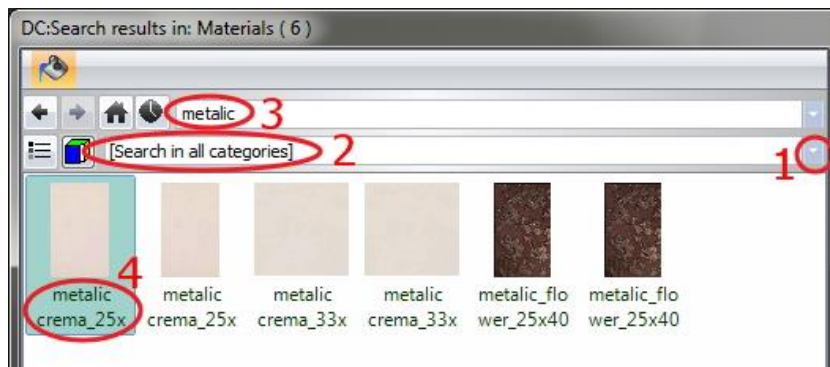 DC:Search results in: Materials ( 6 )
metalic 3
[Search in all categories] 2 1
4
metalic metalic metalic metalic metalic_flo metalic_flo
crema_25x crema_25x crema_33x crema_33x wer_25x40 wer_25x40